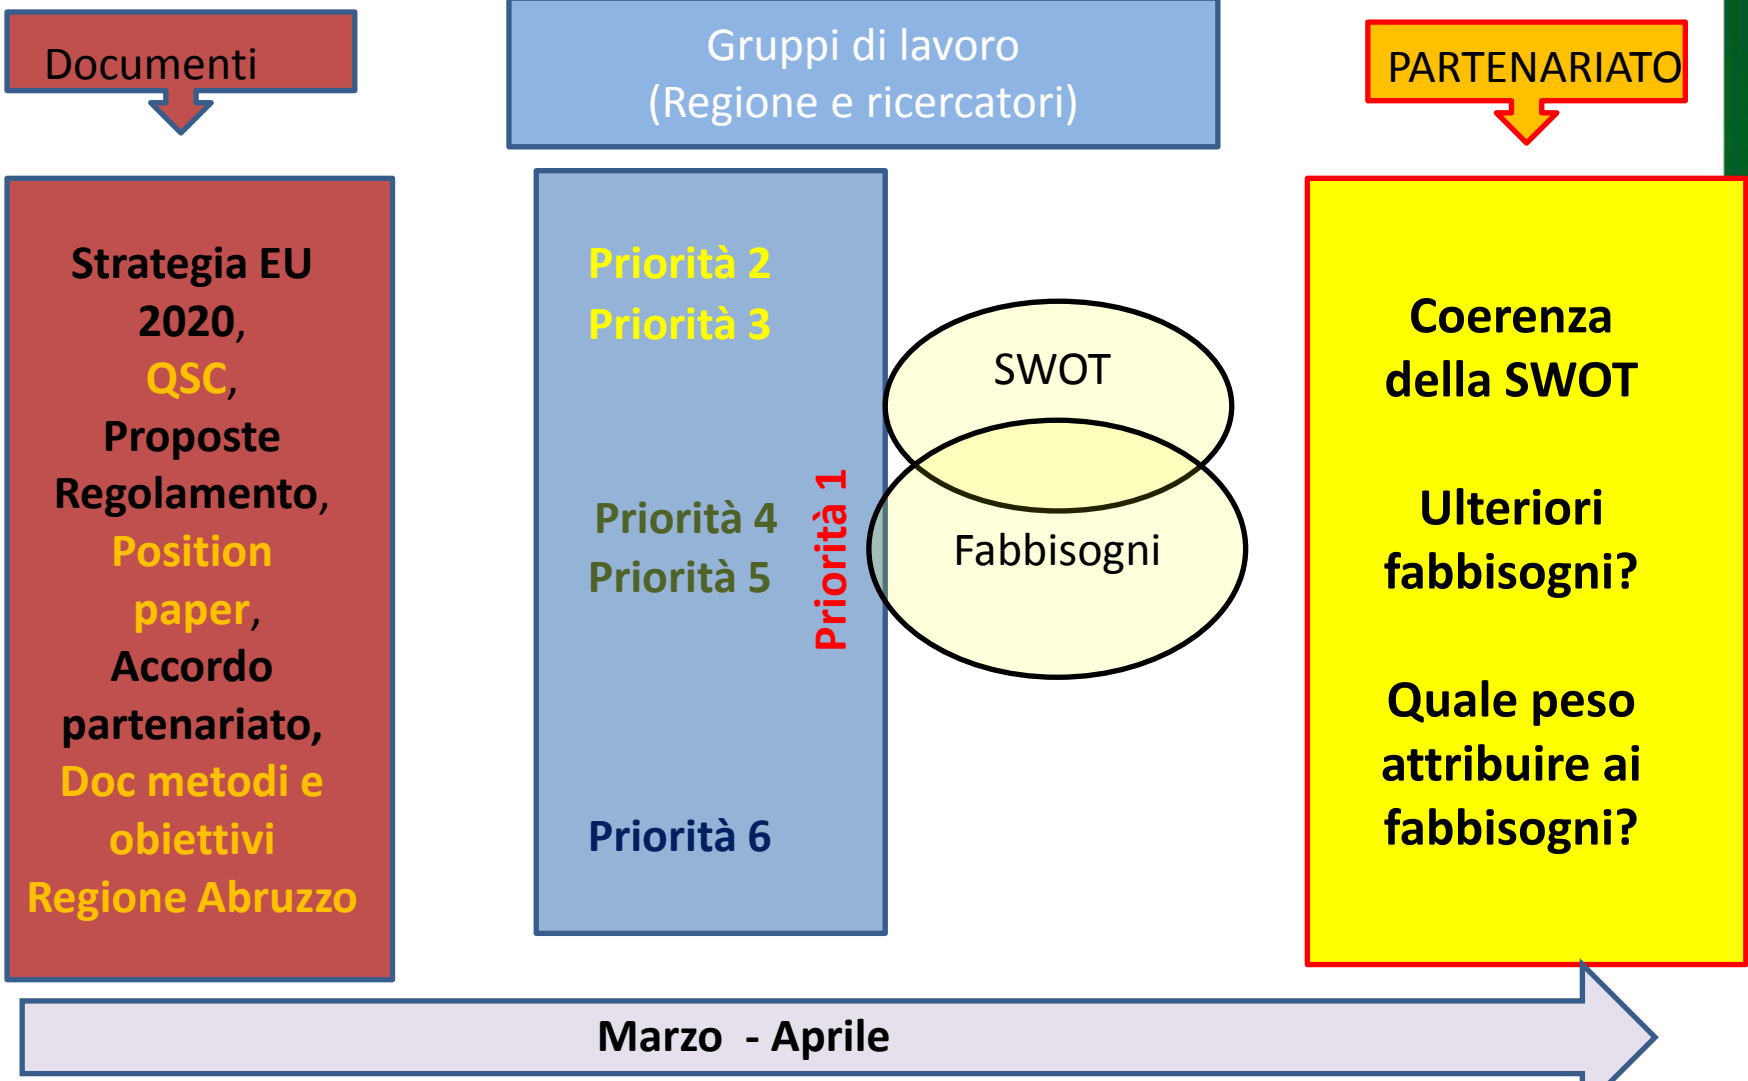 Documenti
Strategia EU
2020,
QSC,
Proposte
Regolamento,
Position
paper,
Accordo
partenariato,
Doc metodi e
obiettivi
Regione Abruzzo
Gruppi di lavoro
(Regione e ricercatori)
Priorità 2
Priorità 3
Priorità 4
Priorità 5
Priorità 6
Priorità 1
SWOT
Fabbisogni
PARTENARIATO
Coerenza
della SWOT
Ulteriori
fabbisogni?
Quale peso
attribuire ai
fabbisogni?
Marzo - Aprile